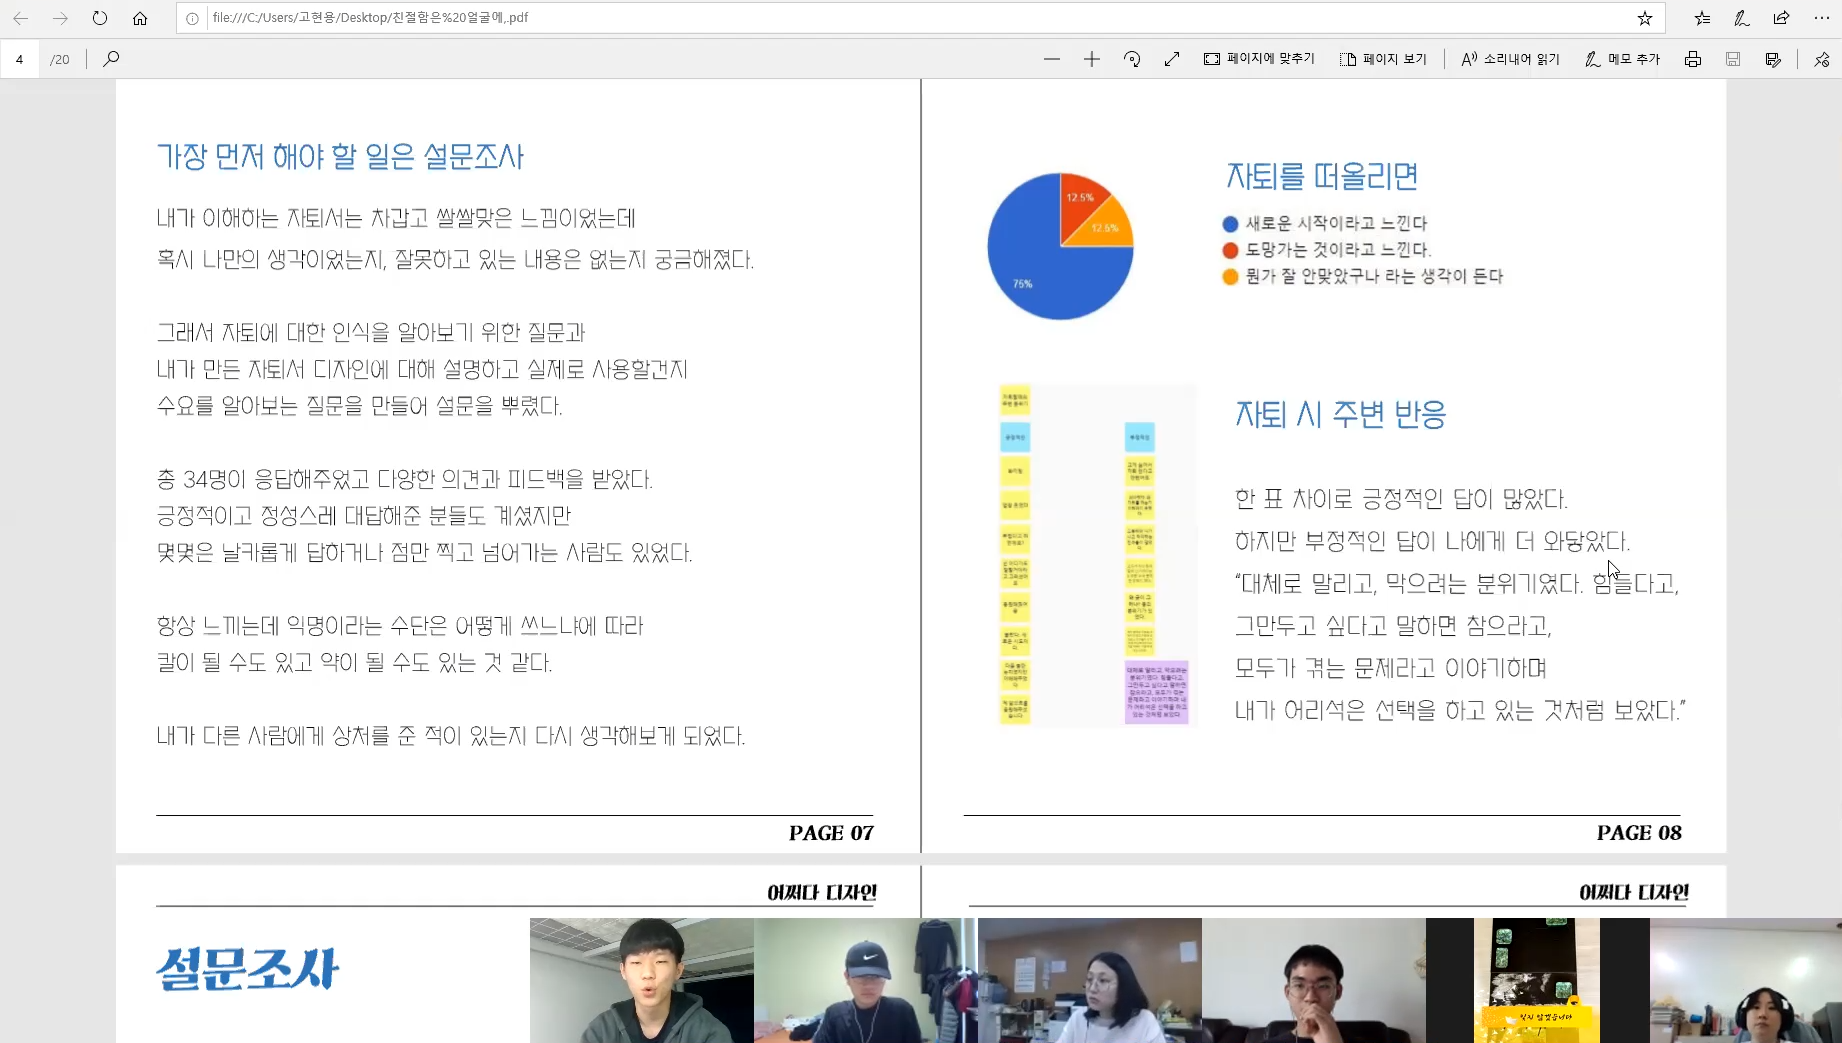 file:///C:/Users/고현용/Desktop/친절함은%20얼굴에,.pdf
4 /20
페이지에 맞추기
페이지 보기
소리내어 읽기
메모 추가
가장 먼저 해야 할 일은 설문조사
내가 이해하는 자퇴서는 차갑고 쌀쌀맞은 느낌이었는데
혹시 나만의 생각이었는지, 잘못하고 있는 내용은 없는지 궁금해졌다.
그래서 자퇴에 대한 인식을 알아보기 위한 질문과
내가 만든 자퇴서 디자인에 대해 설명하고 실제로 사용할건지
수요를 알아보는 질문을 만들어 설문을 뿌렸다.
총 34명이 응답해주었고 다양한 의견과 피드백을 받았다.
긍정적이고 정성스레 대답해준 분들도 계셨지만
몇몇은 날카롭게 답하거나 점만 찍고 넘어가는 사람도 있었다.
항상 느끼는데 익명이라는 수단은 어떻게 쓰느냐에 따라
칼이 될 수도 있고 약이 될 수도 있는 것 같다.
내가 다른 사람에게 상처를 준 적이 있는지 다시 생각해보게 되었다.
PAGE 07
12.5%
12.5%
75%
자퇴를 떠올리면
새로운 시작이라고 느낀다
도망가는 것이라고 느낀다.
뭔가 잘 안맞았구나 라는 생각이 든다
자퇴 시 주변 반응
한 표 차이로 긍정적인 답이 많았다.
하지만 부정적인 답이 나에게 더 와닿았다.
“대체로 말리고, 막으려는 분위기였다. 힘들다고,
그만두고 싶다고 말하면 참으라고,
모두가 겪는 문제라고 이야기하며
내가 어리석은 선택을 하고 있는 것처럼 보았다.”
PAGE 08
어쩌다 디자인
어쩌다 디자인
설문조사